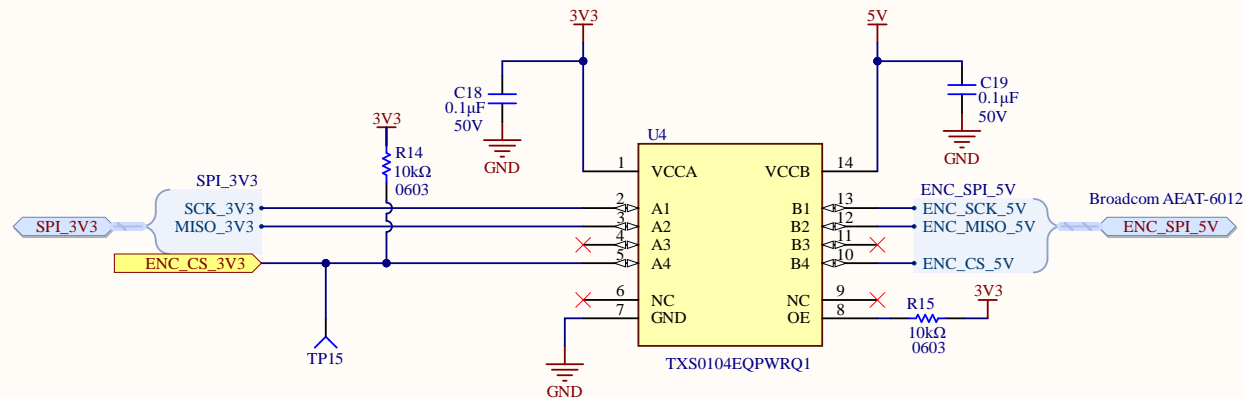 3V3
5V
C18
0.1µF
50V
GND
C19
0.1µF
50V
GND
3V3
R14
10kΩ
0603
U4
1 VCCA VCCB 14
SPI_3V3
ENC_SPI_5V
Broadcom AEAT-6012
SPI_3V3
SCK_3V3
2 A1 B1 13
ENC_SCK_5V
MISO_3V3
3 A2 B2 12
ENC_MISO_5V
ENC_SPI_5V
4 A3 B3 11
ENC_CS_3V3
5 A4 B4 10
ENC_CS_5V
6 NC NC 9
7 GND OE 8
R15
10kΩ
0603
3V3
TP15
GND
TXS0104EQPWRQ1